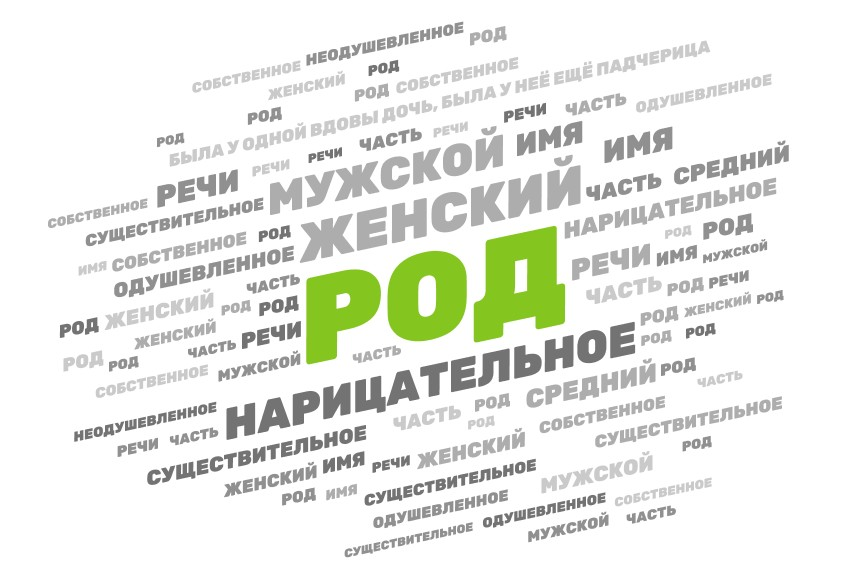 НЕОДУШЕВЛЕННОЕ РОД
СОБСТВЕННОЕ РОД
ЖЕНСКИЙ РОД СОБСТВЕННОЕ
РОД
РОД БЫЛА У ОДНОЙ ВДОВЫ ДОЧЬ, БЫЛА У НЕЁ ЕЩЁ ПАДЧЕРИЦА
РЕЧИ РЕЧИ ЧАСТЬ РЕЧИ РЕЧИ ЧАСТЬ ОДУШЕВЛЕННОЕ
СОБСТВЕННОЕ РЕЧИ МУЖСКОЙ ИМЯ ИМЯ
СУЩЕСТВИТЕЛЬНОЕ ЖЕНСКИЙ ЧАСТЬ СРЕДНИЙ
ИМЯ СОБСТВЕННОЕ РОД НАРИЦАТЕЛЬНОЕ
ОДУШЕВЛЕННОЕ РОД РОД
ЧАСТЬ РОД РЕЧИ ИМЯ МУЖСКОЙ
РОД ЖЕНСКИЙ РОД РОД ЧАСТЬ РОД РЕЧИ
ЖЕНСКИЙ РОД ЖЕНСКИЙ РОД
РОД РОД ЧАСТЬ РЕЧИ ЧАСТЬ РОД РОД
СОБСТВЕННОЕ МУЖСКОЙ НАРИЦАТЕЛЬНОЕ
НЕОДУШЕВЛЕННОЕ СРЕДНИЙ РОД
РЕЧИ ЧАСТЬ ЧАСТЬ РОД ЧАСТЬ
СУЩЕСТВИТЕЛЬНОЕ РОД СОБСТВЕННОЕ
ЖЕНСКИЙ ИМЯ РЕЧИ ЖЕНСКИЙ СУЩЕСТВИТЕЛЬНОЕ
РОД ИМЯ СУЩЕСТВИТЕЛЬНОЕ МУЖСКОЙ РОД
ОДУШЕВЛЕННОЕ
СУЩЕСТВИТЕЛЬНОЕ ОДУШЕВЛЕННОЕ СОБСТВЕННОЕ
МУЖСКОЙ ЧАСТЬ